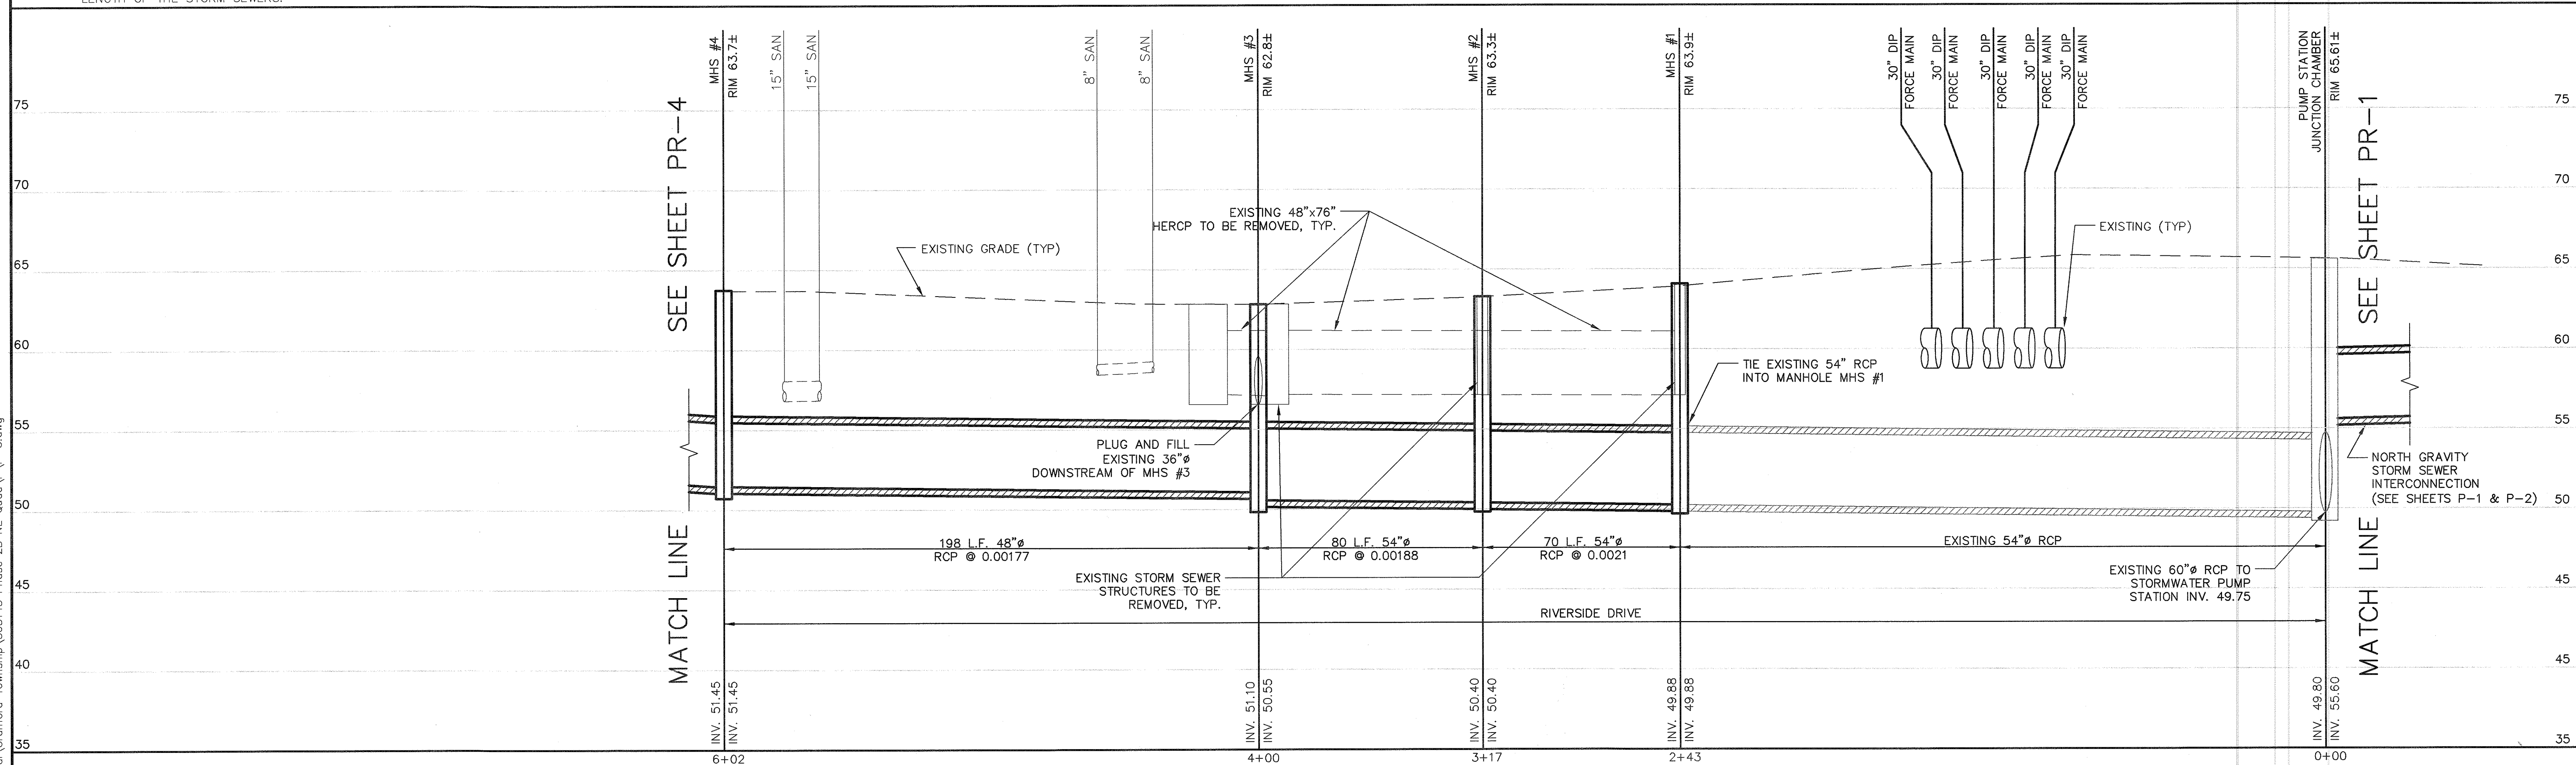 LENGTH OF THE STORM SEWERS.
MHS #4
RIM 63.7±
15" SAN
15" SAN
8" SAN
8" SAN
MHS #3
RIM 62.8±
MHS #2
RIM 63.3±
MHS #1
RIM 63.9±
30" DIP
FORCE MAIN
30" DIP
FORCE MAIN
30" DIP
FORCE MAIN
30" DIP
FORCE MAIN
30" DIP
FORCE MAIN
PUMP STATION
JUNCTION CHAMBER
RIM 65.61±
75
70
65
60
55
50
45
40
35
75
70
65
60
55
50
45
45
35
MATCH LINE SEE SHEET PR-4
MATCH LINE SEE SHEET PR-1
EXISTING GRADE (TYP)
EXISTING 48"x76"
HERCP TO BE REMOVED, TYP.
EXISTING (TYP)
TIE EXISTING 54" RCP
INTO MANHOLE MHS #1
PLUG AND FILL
EXISTING 36"ø
DOWNSTREAM OF MHS #3
NORTH GRAVITY
STORM SEWER
INTERCONNECTION
(SEE SHEETS P-1 & P-2)
198 L.F. 48"ø
RCP @ 0.00177
80 L.F. 54"ø
RCP @ 0.00188
70 L.F. 54"ø
RCP @ 0.0021
EXISTING 54"ø RCP
EXISTING STORM SEWER
STRUCTURES TO BE
REMOVED, TYP.
EXISTING 60"ø RCP TO
STORMWATER PUMP
STATION INV. 49.75
RIVERSIDE DRIVE
INV. 51.45
INV. 51.45
INV. 51.10
INV. 50.55
INV. 50.40
INV. 50.40
INV. 49.88
INV. 49.88
INV. 49.80
INV. 55.60
6+02
4+00
3+17
2+43
0+00